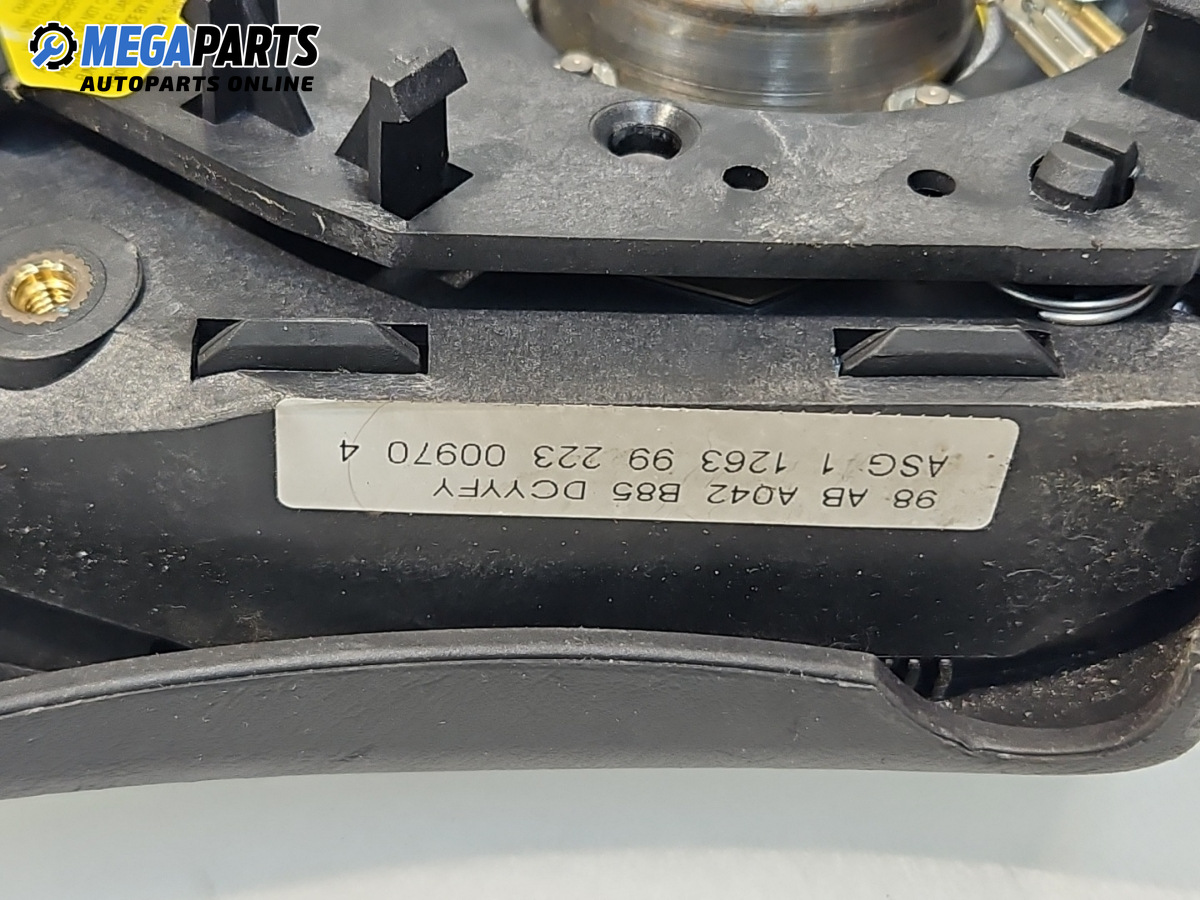 MEGAPARTS
AUTOPARTS ONLINE
98 AB A042 B85 DCYYFY
ASG 1 1263 99 223 00970 4